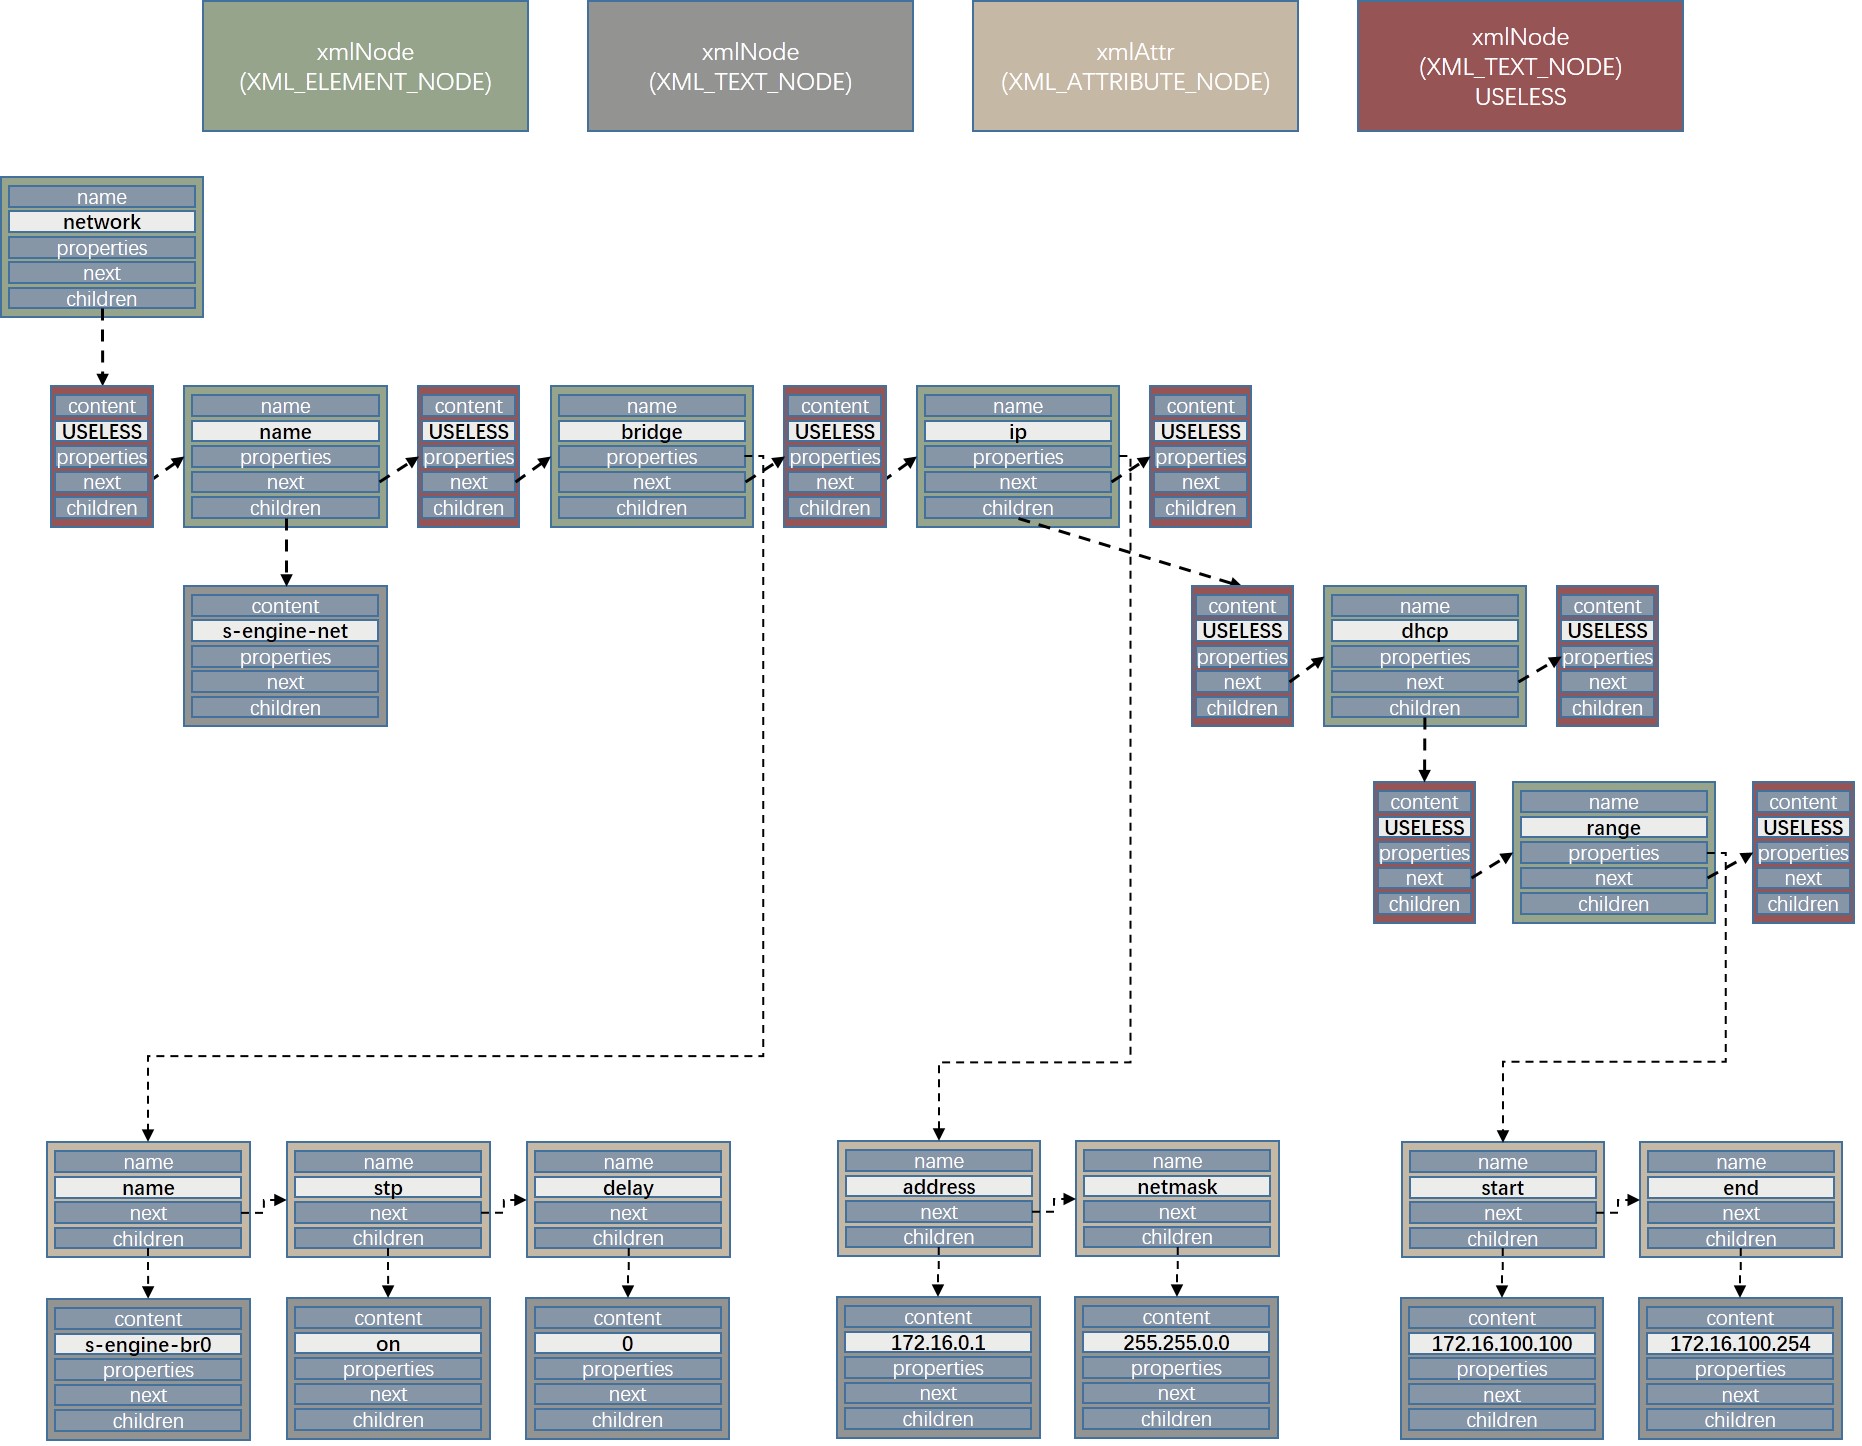 xmlNode
(XML_ELEMENT_NODE)
xmlNode
(XML_TEXT_NODE)
xmlAttr
(XML_ATTRIBUTE_NODE)
xmlNode
(XML_TEXT_NODE)
USELESS
name
network
properties
next
children
content
USELESS
properties
next
children
name
name
properties
next
children
content
USELESS
properties
next
children
name
bridge
properties
next
children
content
USELESS
properties
next
children
name
ip
properties
next
children
content
USELESS
properties
next
children
content
s-engine-net
properties
next
children
content
USELESS
properties
next
children
name
dhcp
properties
next
children
content
USELESS
properties
next
children
content
USELESS
properties
next
children
name
range
properties
next
children
content
USELESS
properties
next
children
name
name
next
children
name
stp
next
children
name
delay
next
children
name
address
next
children
name
netmask
next
children
name
start
next
children
name
end
next
children
content
s-engine-br0
properties
next
children
content
on
properties
next
children
content
0
properties
next
children
content
172.16.0.1
properties
next
children
content
255.255.0.0
properties
next
children
content
172.16.100.100
properties
next
children
content
172.16.100.254
properties
next
children